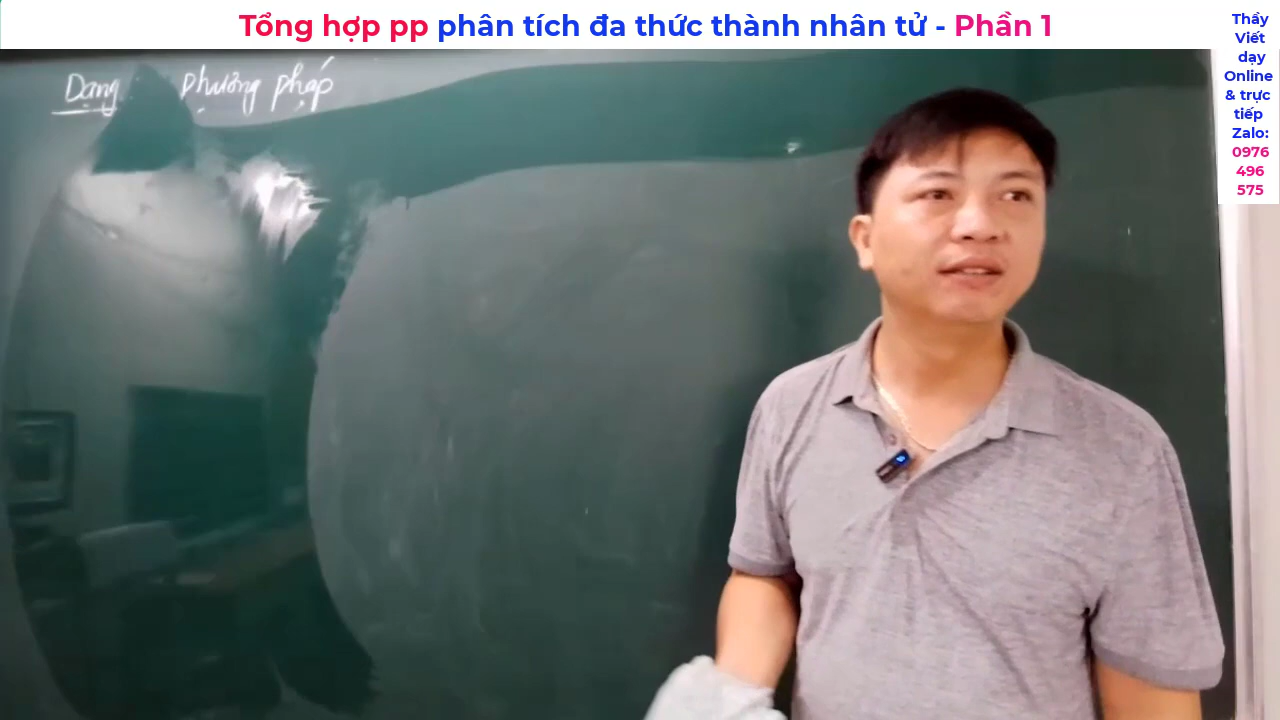 Tổng hợp pp phân tích đa thức thành nhân tử - Phần 1
Dạng phương pháp
Thầy
Viết
dạy
Online
& trực
tiếp
Zalo:
0976
496
575